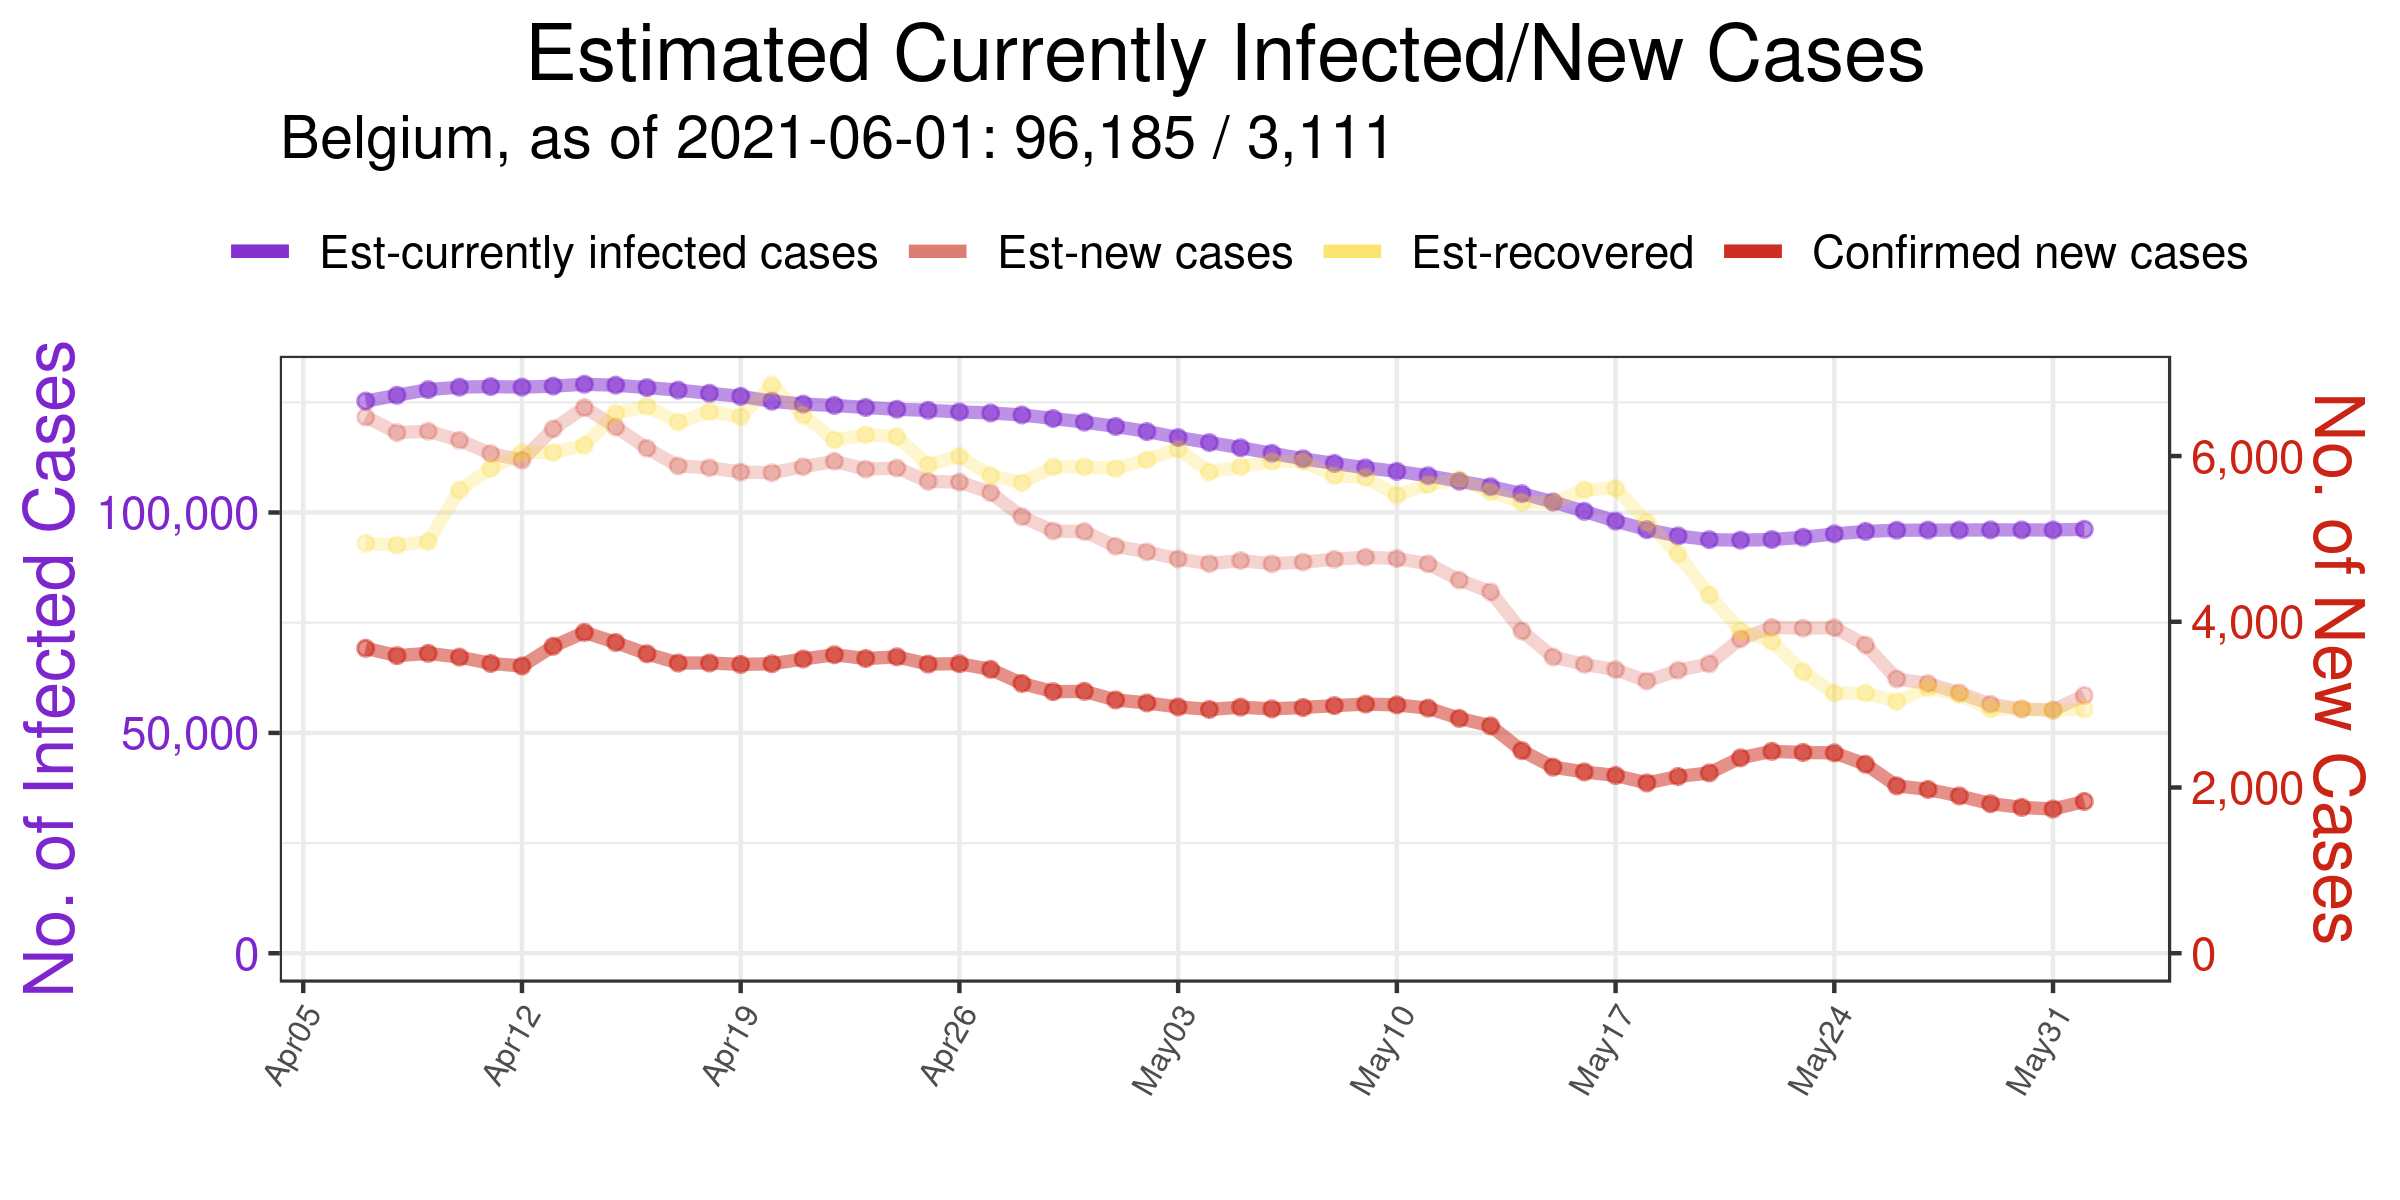 Estimated Currently Infected/New Cases
Belgium, as of 2021-06-01: 96,185 / 3,111
Est-currently infected cases Est-new cases Est-recovered Confirmed new cases
No. of Infected Cases
100,000
50,000
0
6,000
4,000
2,000
0
No. of New Cases
Apr05 Apr12 Apr19 Apr26 May03 May10 May17 May24 May31